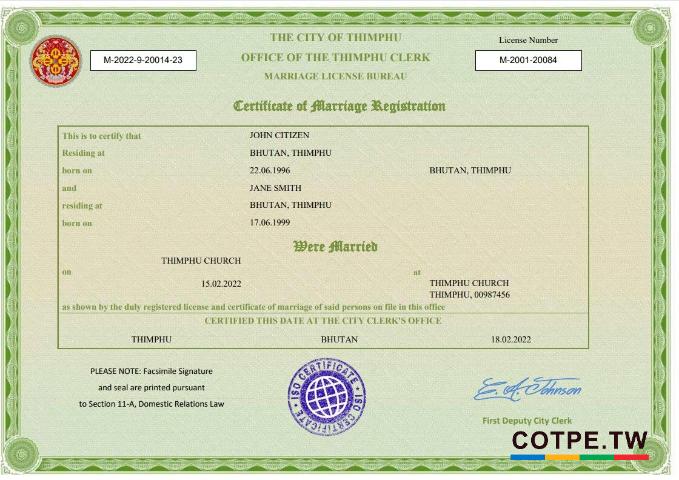 THE CITY OF THIMPHU
License Number
M-2022-9-20014-23
OFFICE OF THE THIMPHU CLERK
M-2001-20084
MARRIAGE LICENSE BUREAU
Certificate of Marriage Registration
This is to certify that JOHN CITIZEN
Residing at BHUTAN, THIMPHU
born on 22.06.1996 BHUTAN, THIMPHU
and JANE SMITH
residing at BHUTAN, THIMPHU
born on 17.06.1999
Were Married
THIMPHU CHURCH
on at
15.02.2022 THIMPHU CHURCH
THIMPHU, 00987456
as shown by the duly registered license and certificate of marriage of said persons on file in this office
CERTIFIED THIS DATE AT THE CITY CLERK'S OFFICE
THIMPHU BHUTAN 18.02.2022
PLEASE NOTE: Facsimile Signature
and seal are printed pursuant
to Section 11-A, Domestic Relations Law
ISO CERTIFICATE • ISO CERTIFICATE •
E. A. Johnson
First Deputy City Clerk
COTPE.TW